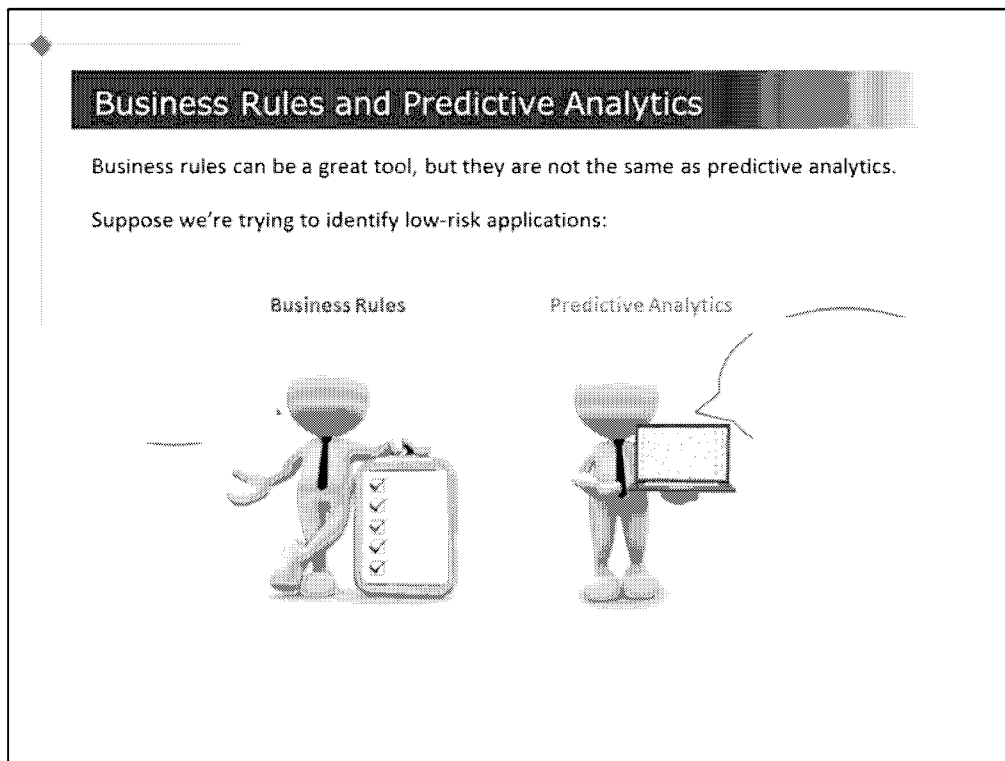 Business Rules and Predictive Analytics
Business rules can be a great tool, but they are not the same as predictive analytics.
Suppose we’re trying to identify low-risk applications:
Business Rules
Predictive Analytics